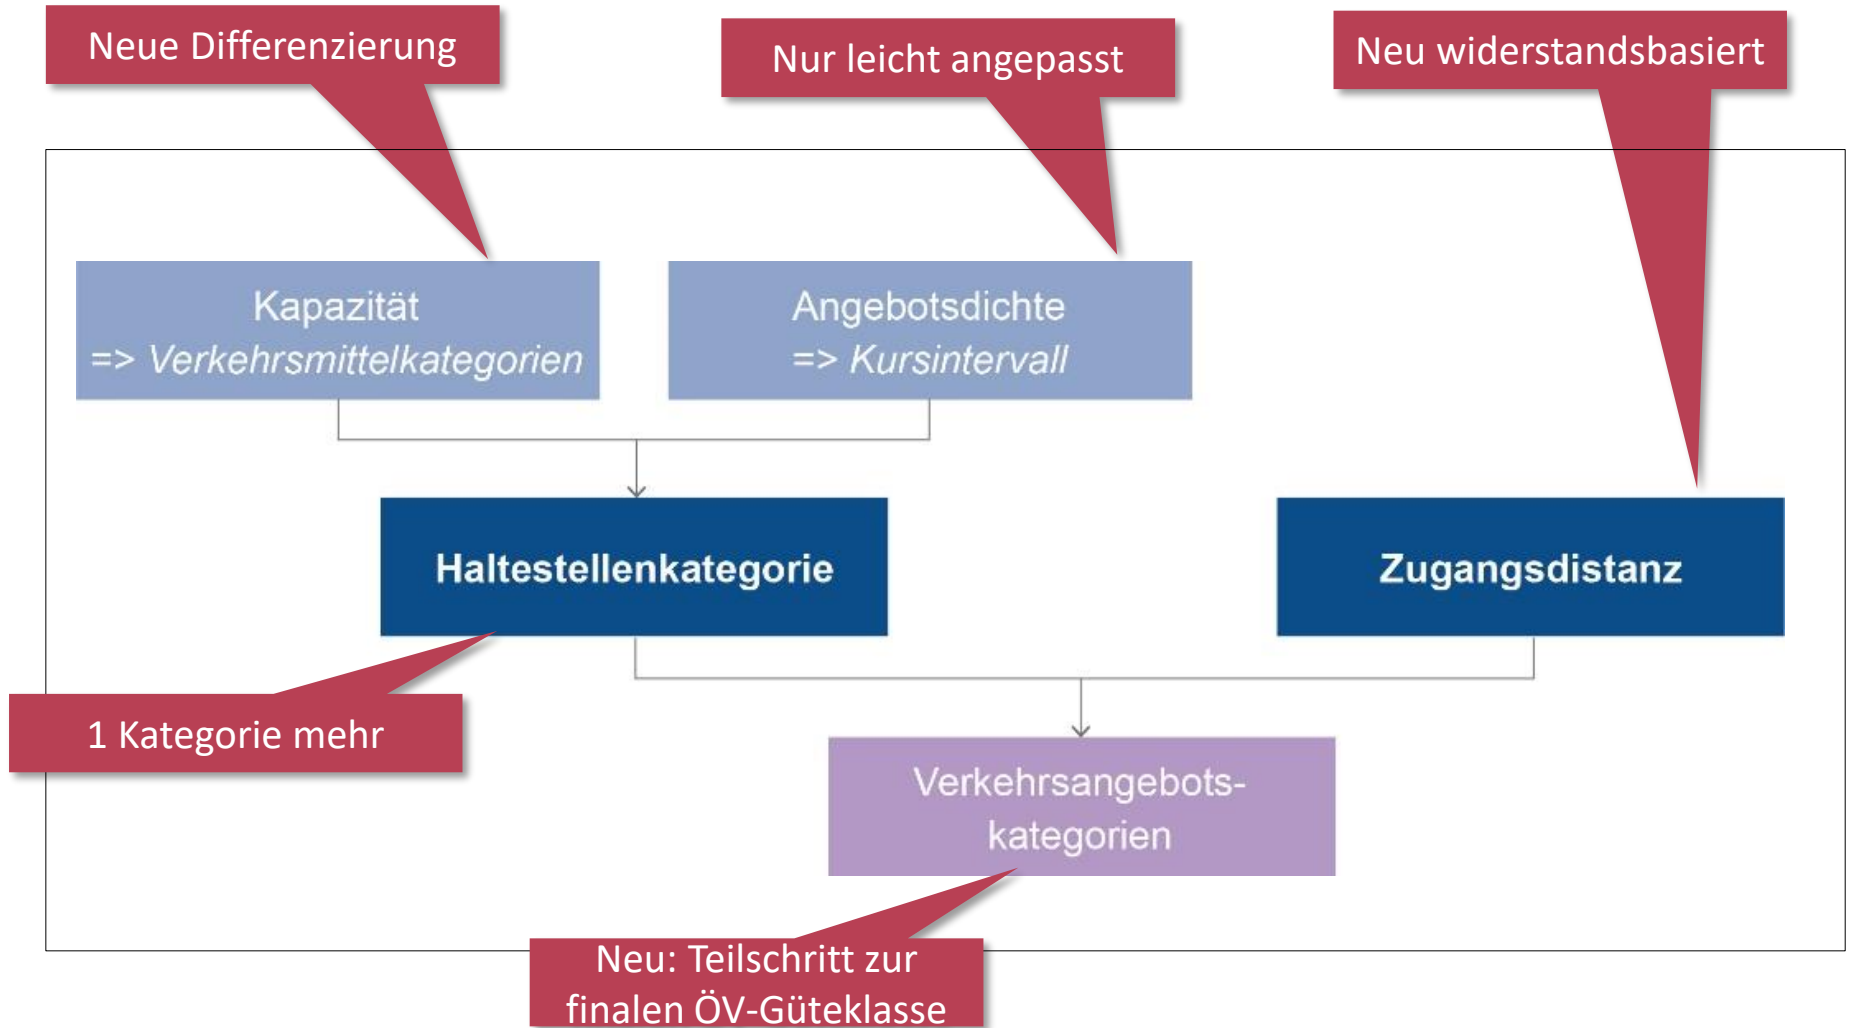 Neue Differenzierung
Nur leicht angepasst
Neu widerstandsbasiert
Kapazität
=> Verkehrsmittelkategorien
Angebotsdichte
=> Kursintervall
Haltestellenkategorie
Zugangsdistanz
1 Kategorie mehr
Verkehrsangebots-
kategorien
Neu: Teilschritt zur
finalen ÖV-Güteklasse